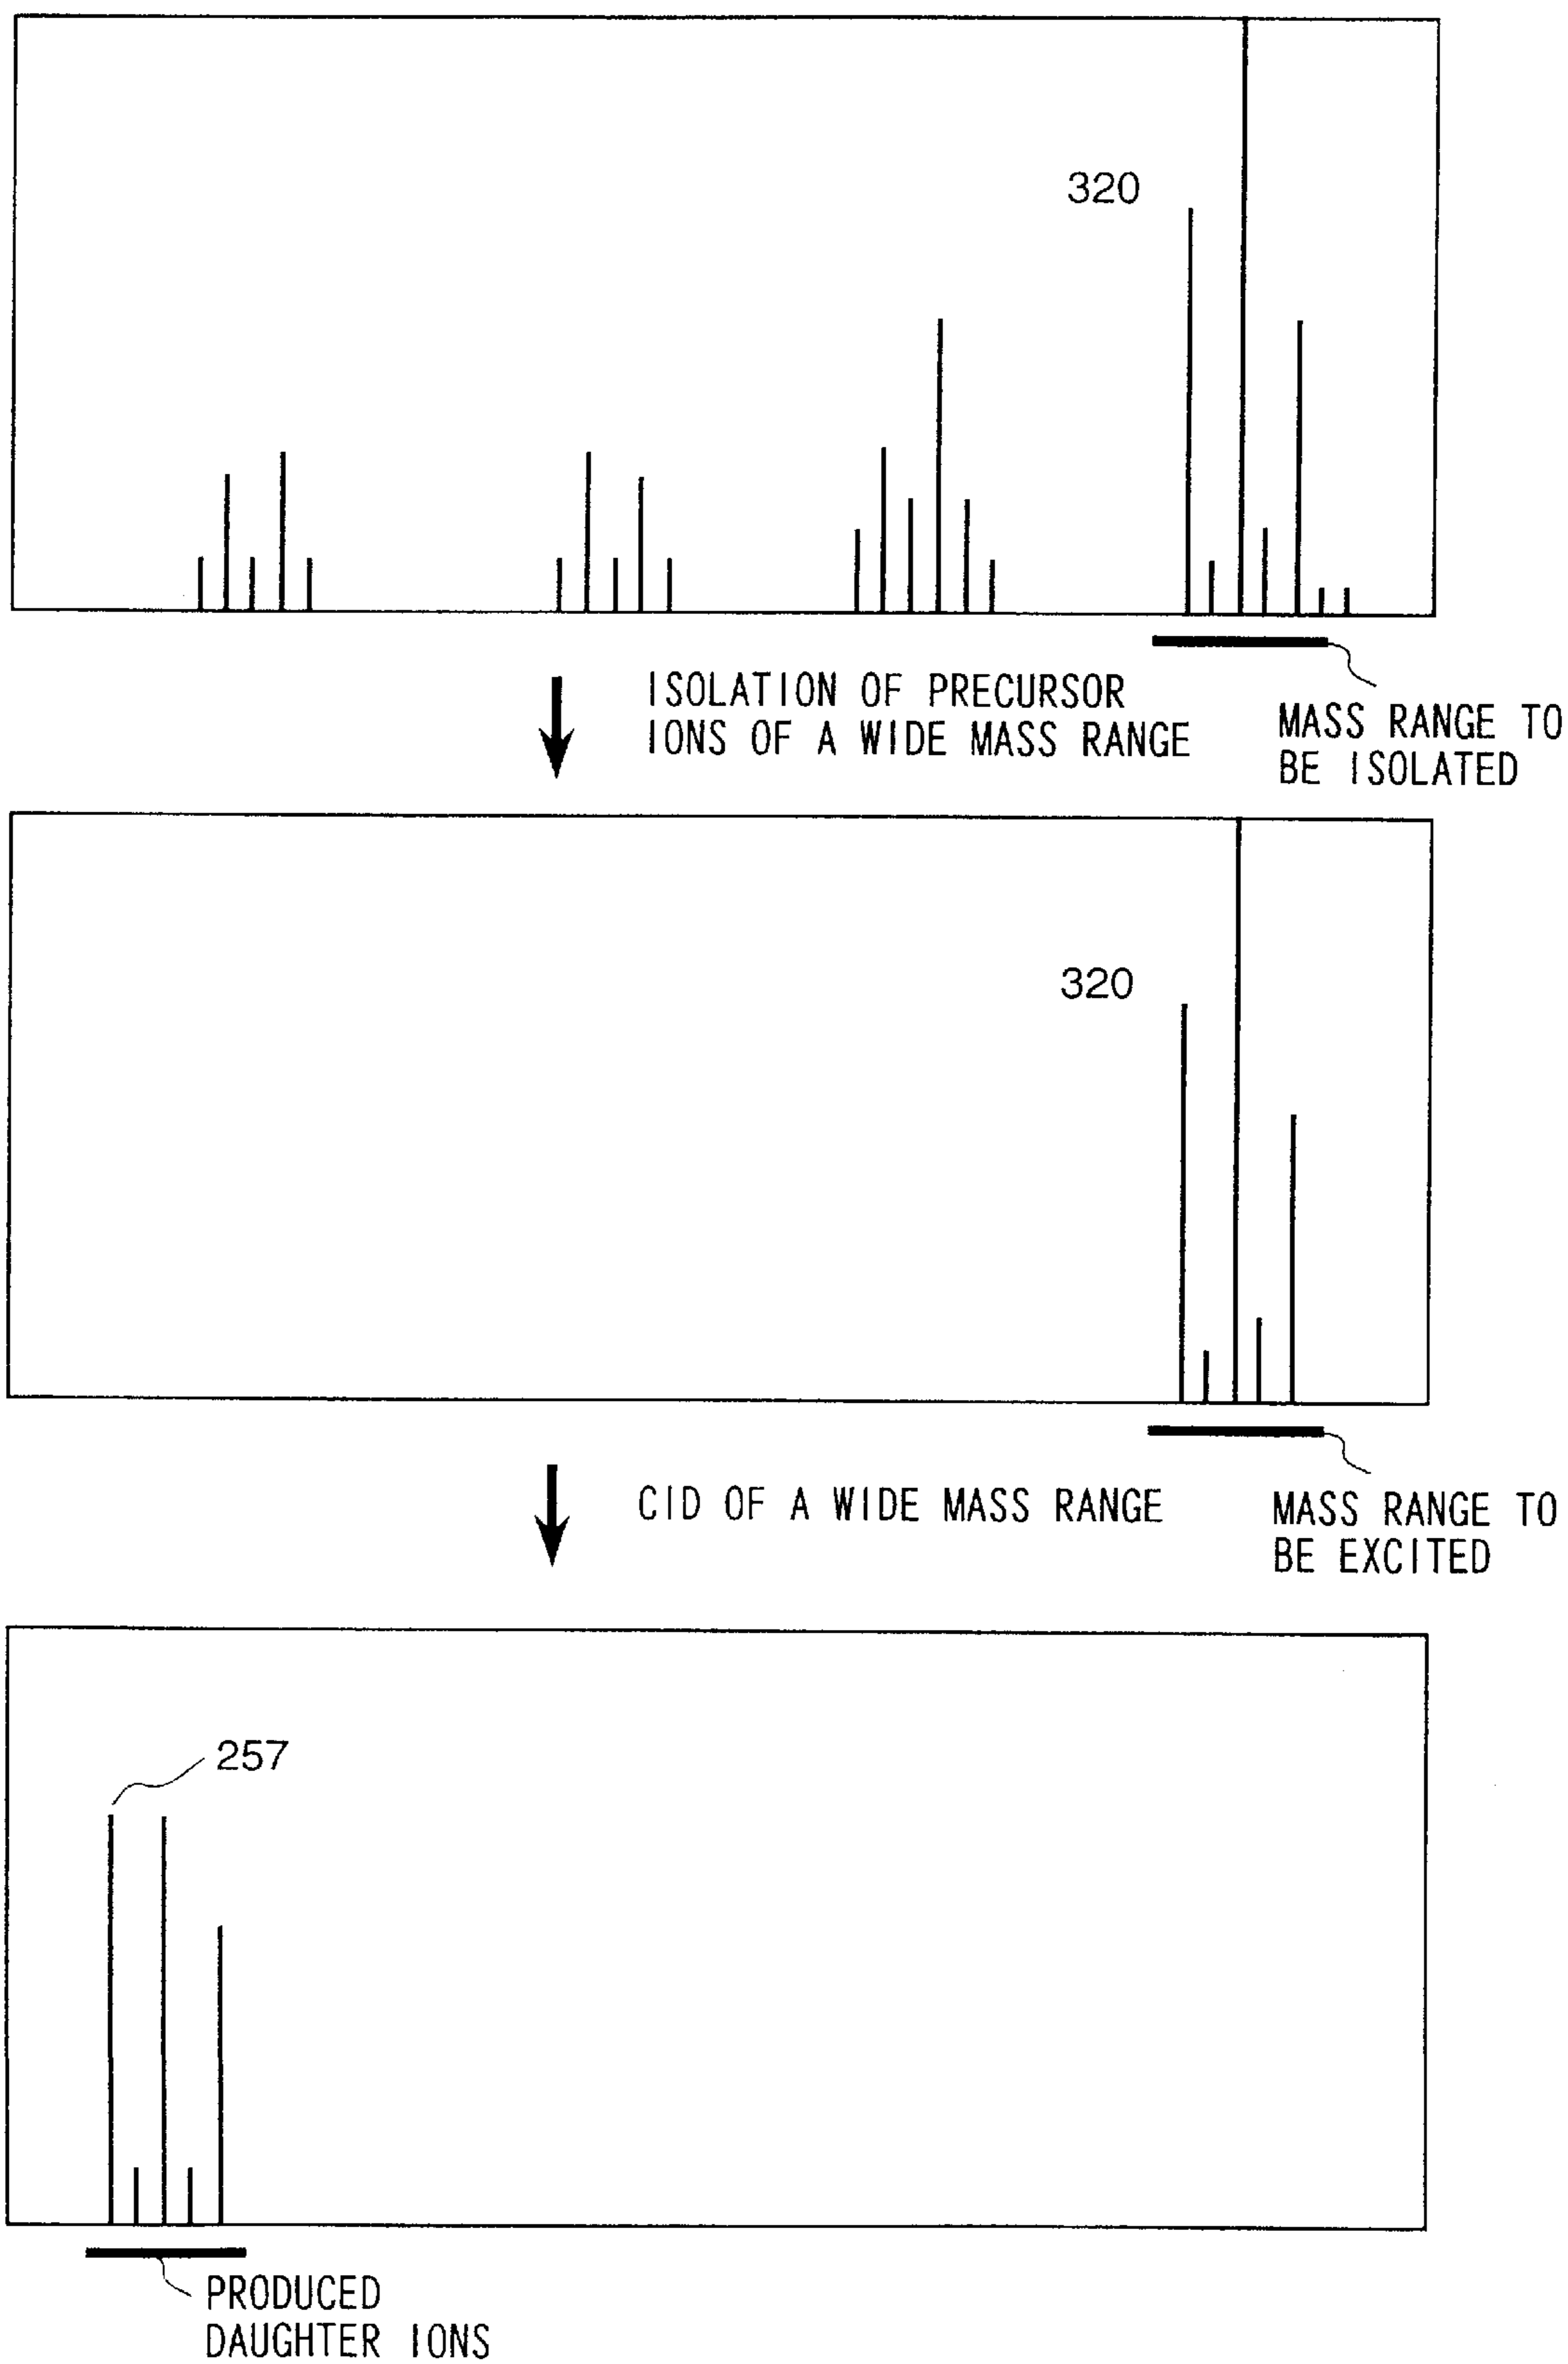 320
ISOLATION OF PRECURSOR
IONS OF A WIDE MASS RANGE
MASS RANGE TO
BE ISOLATED
320
CID OF A WIDE MASS RANGE
MASS RANGE TO
BE EXCITED
257
PRODUCED
DAUGHTER IONS